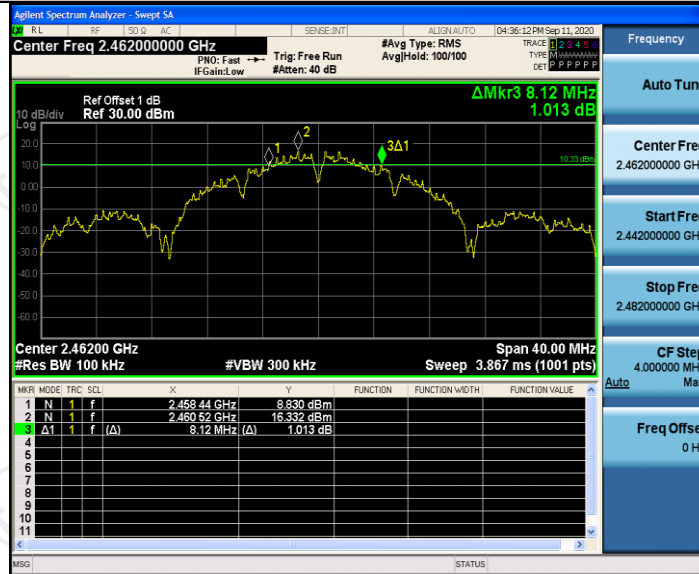 Agilent Spectrum Analyzer - Swept SA
RL RF 50 Ω AC SENSE:INT ALIGN AUTO 04:36:12 PM Sep 11, 2020
Center Freq 2.462000000 GHz
PNO: Fast
IFGain:Low
Trig: Free Run
#Atten: 40 dB
#Avg Type: RMS
Avg|Hold: 100/100
TRACE 1 2 3 4 5 6
TYPE M
DET P P P P P P
Ref Offset 1 dB
10 dB/div Ref 30.00 dBm
Log
ΔMkr3 8.12 MHz
1.013 dB
20.0
10.0
0.00
-10.0
-20.0
-30.0
-40.0
-50.0
-60.0
1
2
3Δ1
10.33 dBm
Center 2.46200 GHz Span 40.00 MHz
#Res BW 100 kHz #VBW 300 kHz Sweep 3.867 ms (1001 pts)
MKR MODE TRC SCL X Y FUNCTION FUNCTION WIDTH FUNCTION VALUE
1 N 1 f 2.458 44 GHz 8.830 dBm
2 N 1 f 2.460 52 GHz 16.332 dBm
3 Δ1 1 f (Δ) 8.12 MHz (Δ) 1.013 dB
4
5
6
7
8
9
10
11
MSG STATUS
Frequency
Auto Tun
Center Fre
2.462000000 GH
Start Fre
2.442000000 GH
Stop Fre
2.482000000 GH
CF Ste
4.000000 MH
Auto Ma
Freq Offse
0 H